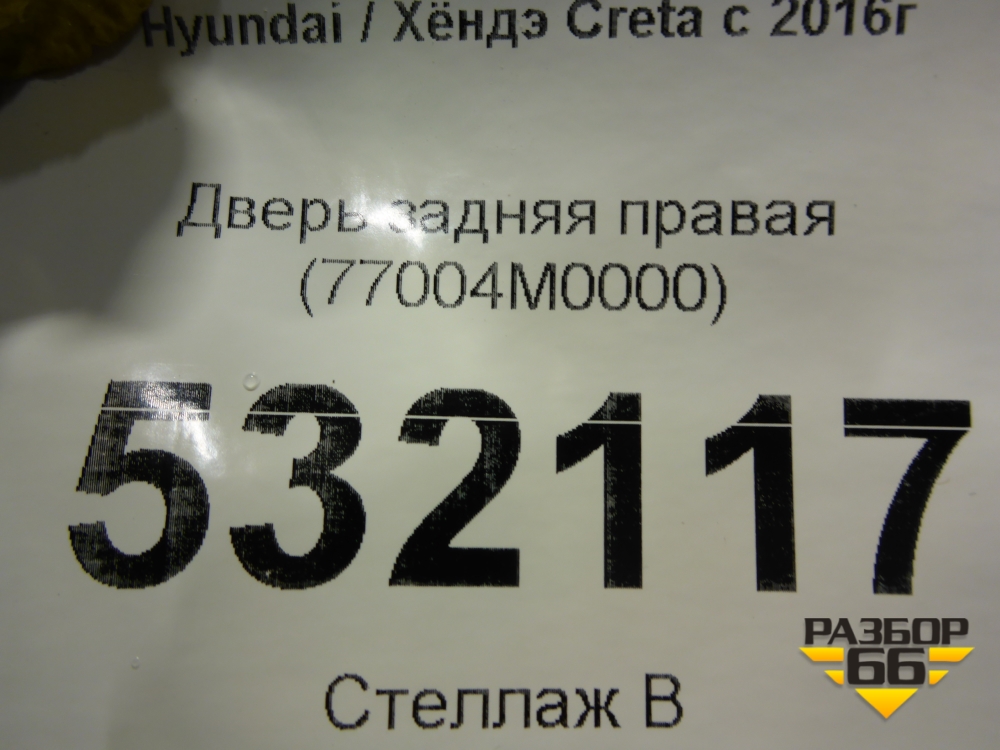 Hyundai / Хёндэ Creta с 2016г
Дверь задняя правая
(77004M0000)
532117
Стеллаж В
РАЗБОР
66